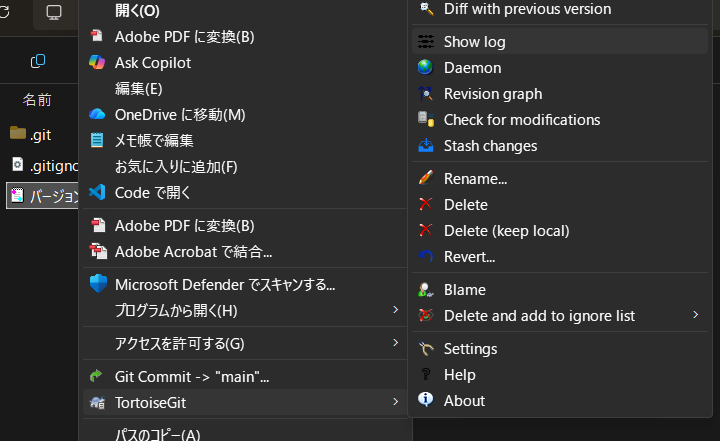 名前
.git
.gitigno
バージョン
開く(O)
Adobe PDF に変換(B)
Ask Copilot
編集(E)
OneDrive に移動(M)
メモ帳で編集
お気に入りに追加(F)
Code で開く
Adobe PDF に変換(B)
Adobe Acrobat で結合...
Microsoft Defender でスキャンする...
プログラムから開く(H)
アクセスを許可する(G)
Git Commit -> "main"...
TortoiseGit
パスのコピー(A)
Diff with previous version
Show log
Daemon
Revision graph
Check for modifications
Stash changes
Rename...
Delete
Delete (keep local)
Revert...
Blame
Delete and add to ignore list
Settings
Help
About